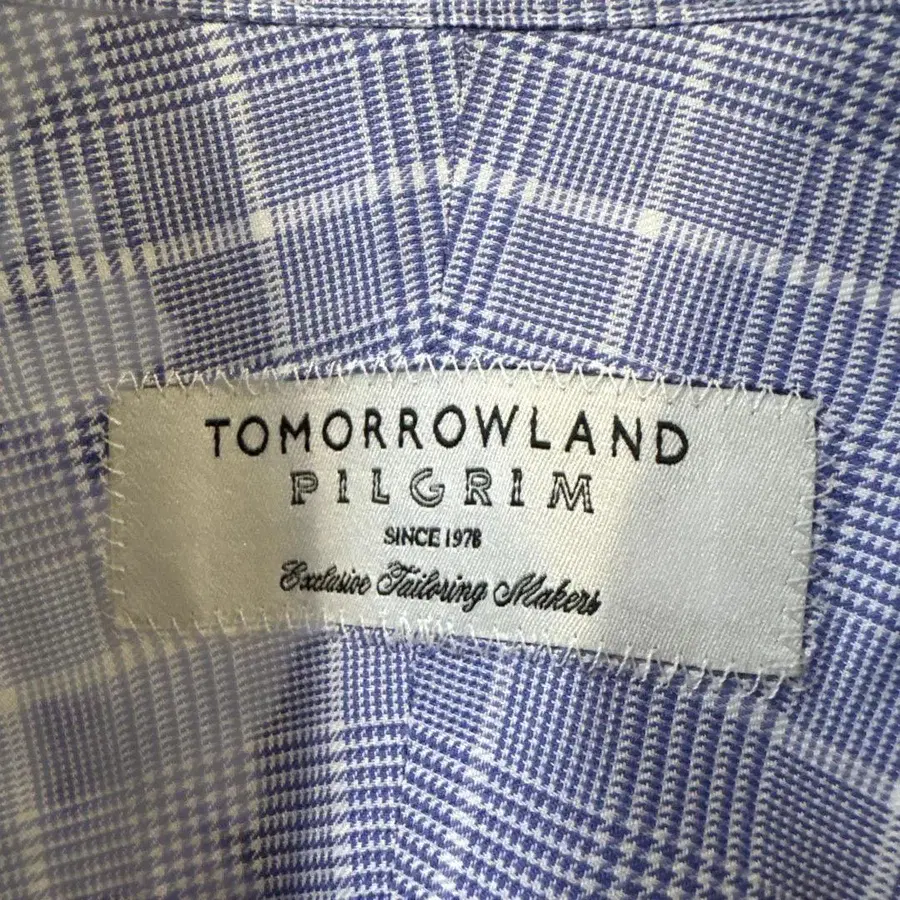 TOMORROWLAND
PILGRIM
SINCE 1978
Exclusive Tailoring Makers